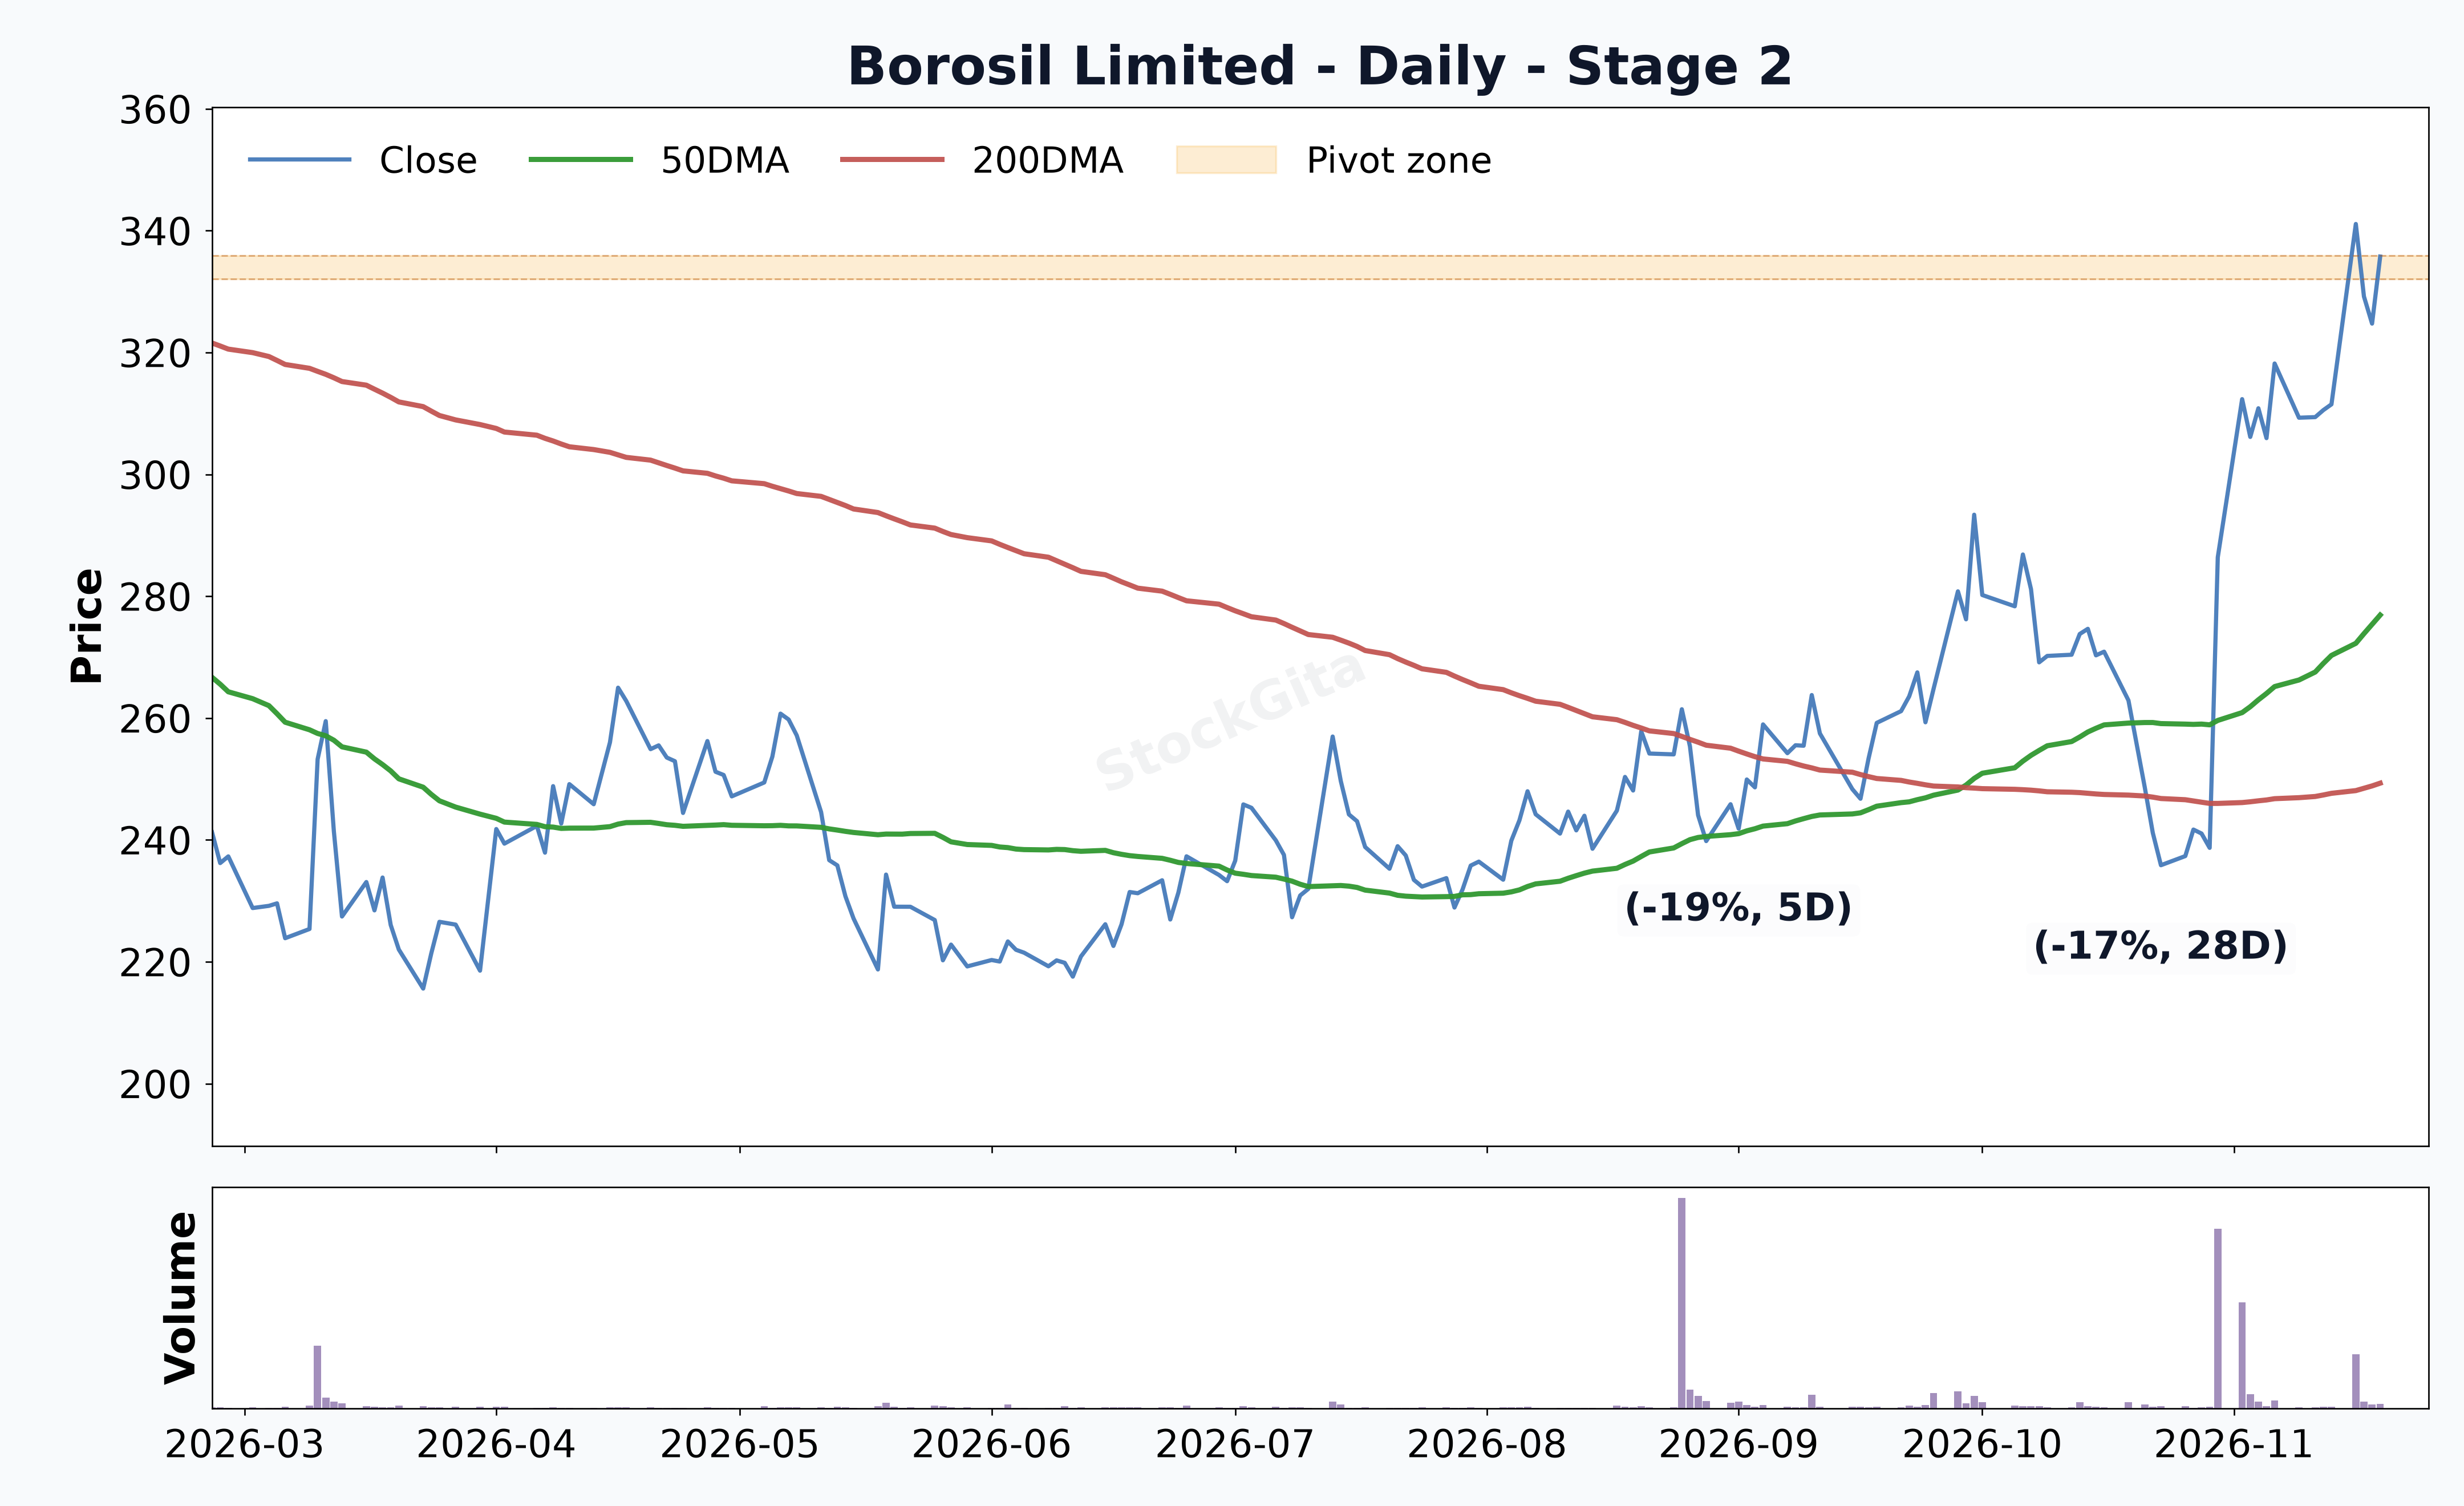 Borosil Limited - Daily - Stage 2
Close 50DMA 200DMA Pivot zone
360
340
320
300
280
260
240
220
200
Price
StockGita
(-19%, 5D)
(-17%, 28D)
Volume
2026-03 2026-04 2026-05 2026-06 2026-07 2026-08 2026-09 2026-10 2026-11